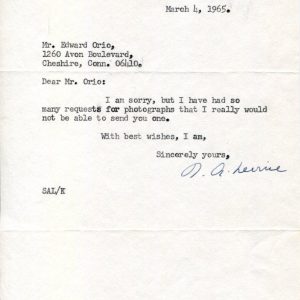 March 4, 1965.
Mr. Edward Orio,
1260 Avon Boulevard,
Cheshire, Conn. 06410.
Dear Mr. Orio:
I am sorry, but I have had so
many requests for photographs that I really would
not be able to send you one.
With best wishes, I am,
Sincerely yours,
A. Levine
SAL/K